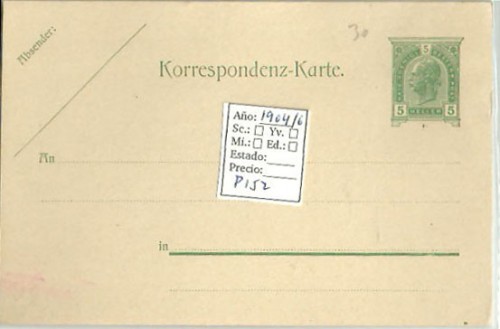 Absender:
30
Korrespondenz-Karte.
5
5 5
HELLER
Año: 1904/6
Sc.: Yv.
Mi.: Ed.:
Estado:
Precio:
P152
An
in